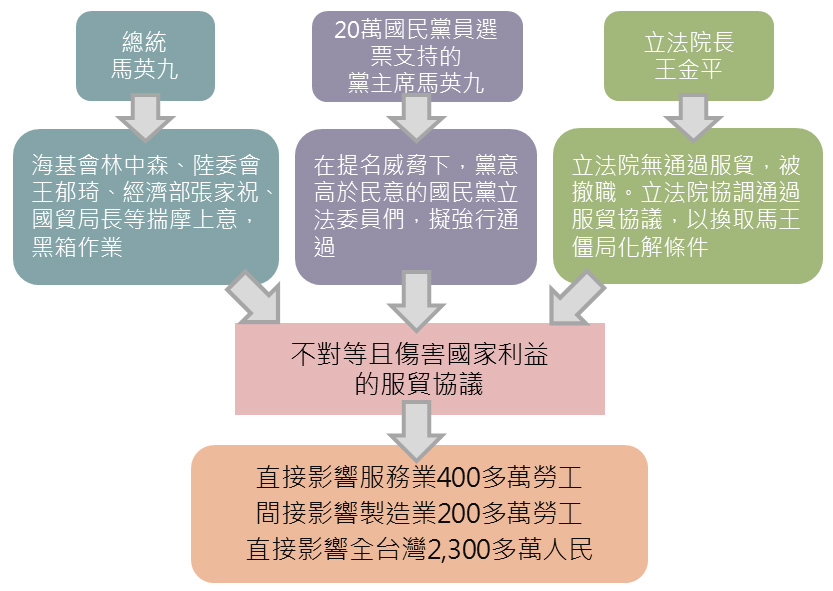 總統
馬英九
20萬國民黨員選
票支持的
黨主席馬英九
立法院長
王金平
海基會林中森、陸委會
王郁琦、經濟部張家祝、
國貿局長等揣摩上意，
黑箱作業
在提名威脅下，黨意
高於民意的國民黨立
法委員們，擬強行通
過
立法院無通過服貿，被
撤職。立法院協調通過
服貿協議，以換取馬王
僵局化解條件
不對等且傷害國家利益
的服貿協議
直接影響服務業400多萬勞工
間接影響製造業200多萬勞工
直接影響全台灣2,300多萬人民